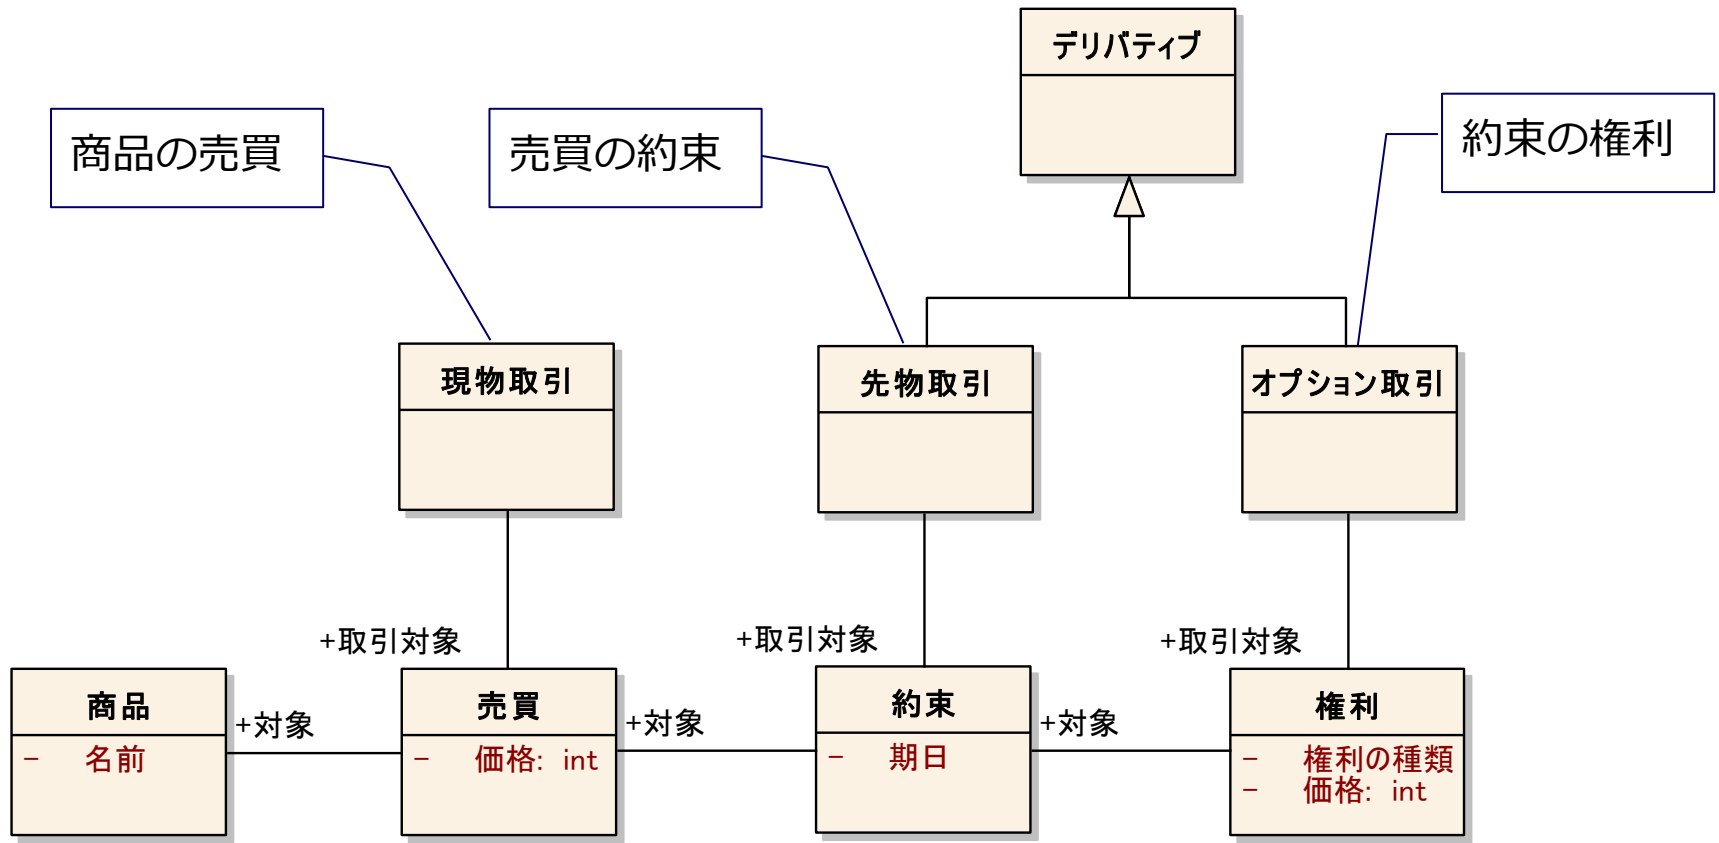 デリバティブ
商品の売買
売買の約束
約束の権利
現物取引
先物取引
オプション取引
+取引対象
+取引対象
+取引対象
商品
売買
約束
権利
+対象
+対象
+対象
- 名前
- 価格: int
- 期日
- 権利の種類
- 価格: int